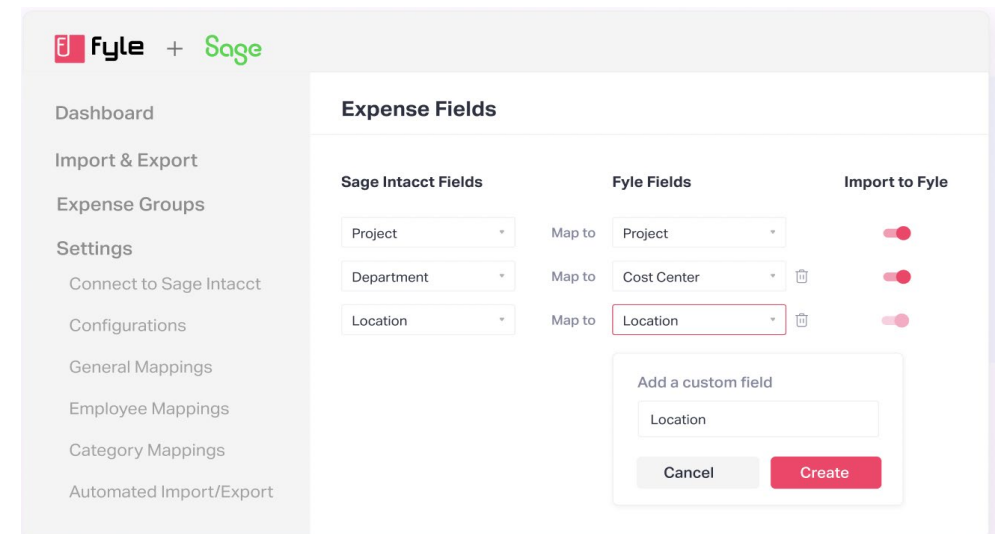 fyle + Sage
Dashboard
Import & Export
Expense Groups
Settings
Connect to Sage Intacct
Configurations
General Mappings
Employee Mappings
Category Mappings
Automated Import/Export
Expense Fields
Sage Intacct Fields Fyle Fields Import to Fyle
Project Map to Project
Department Map to Cost Center
Location Map to Location
Add a custom field
Location
Cancel Create